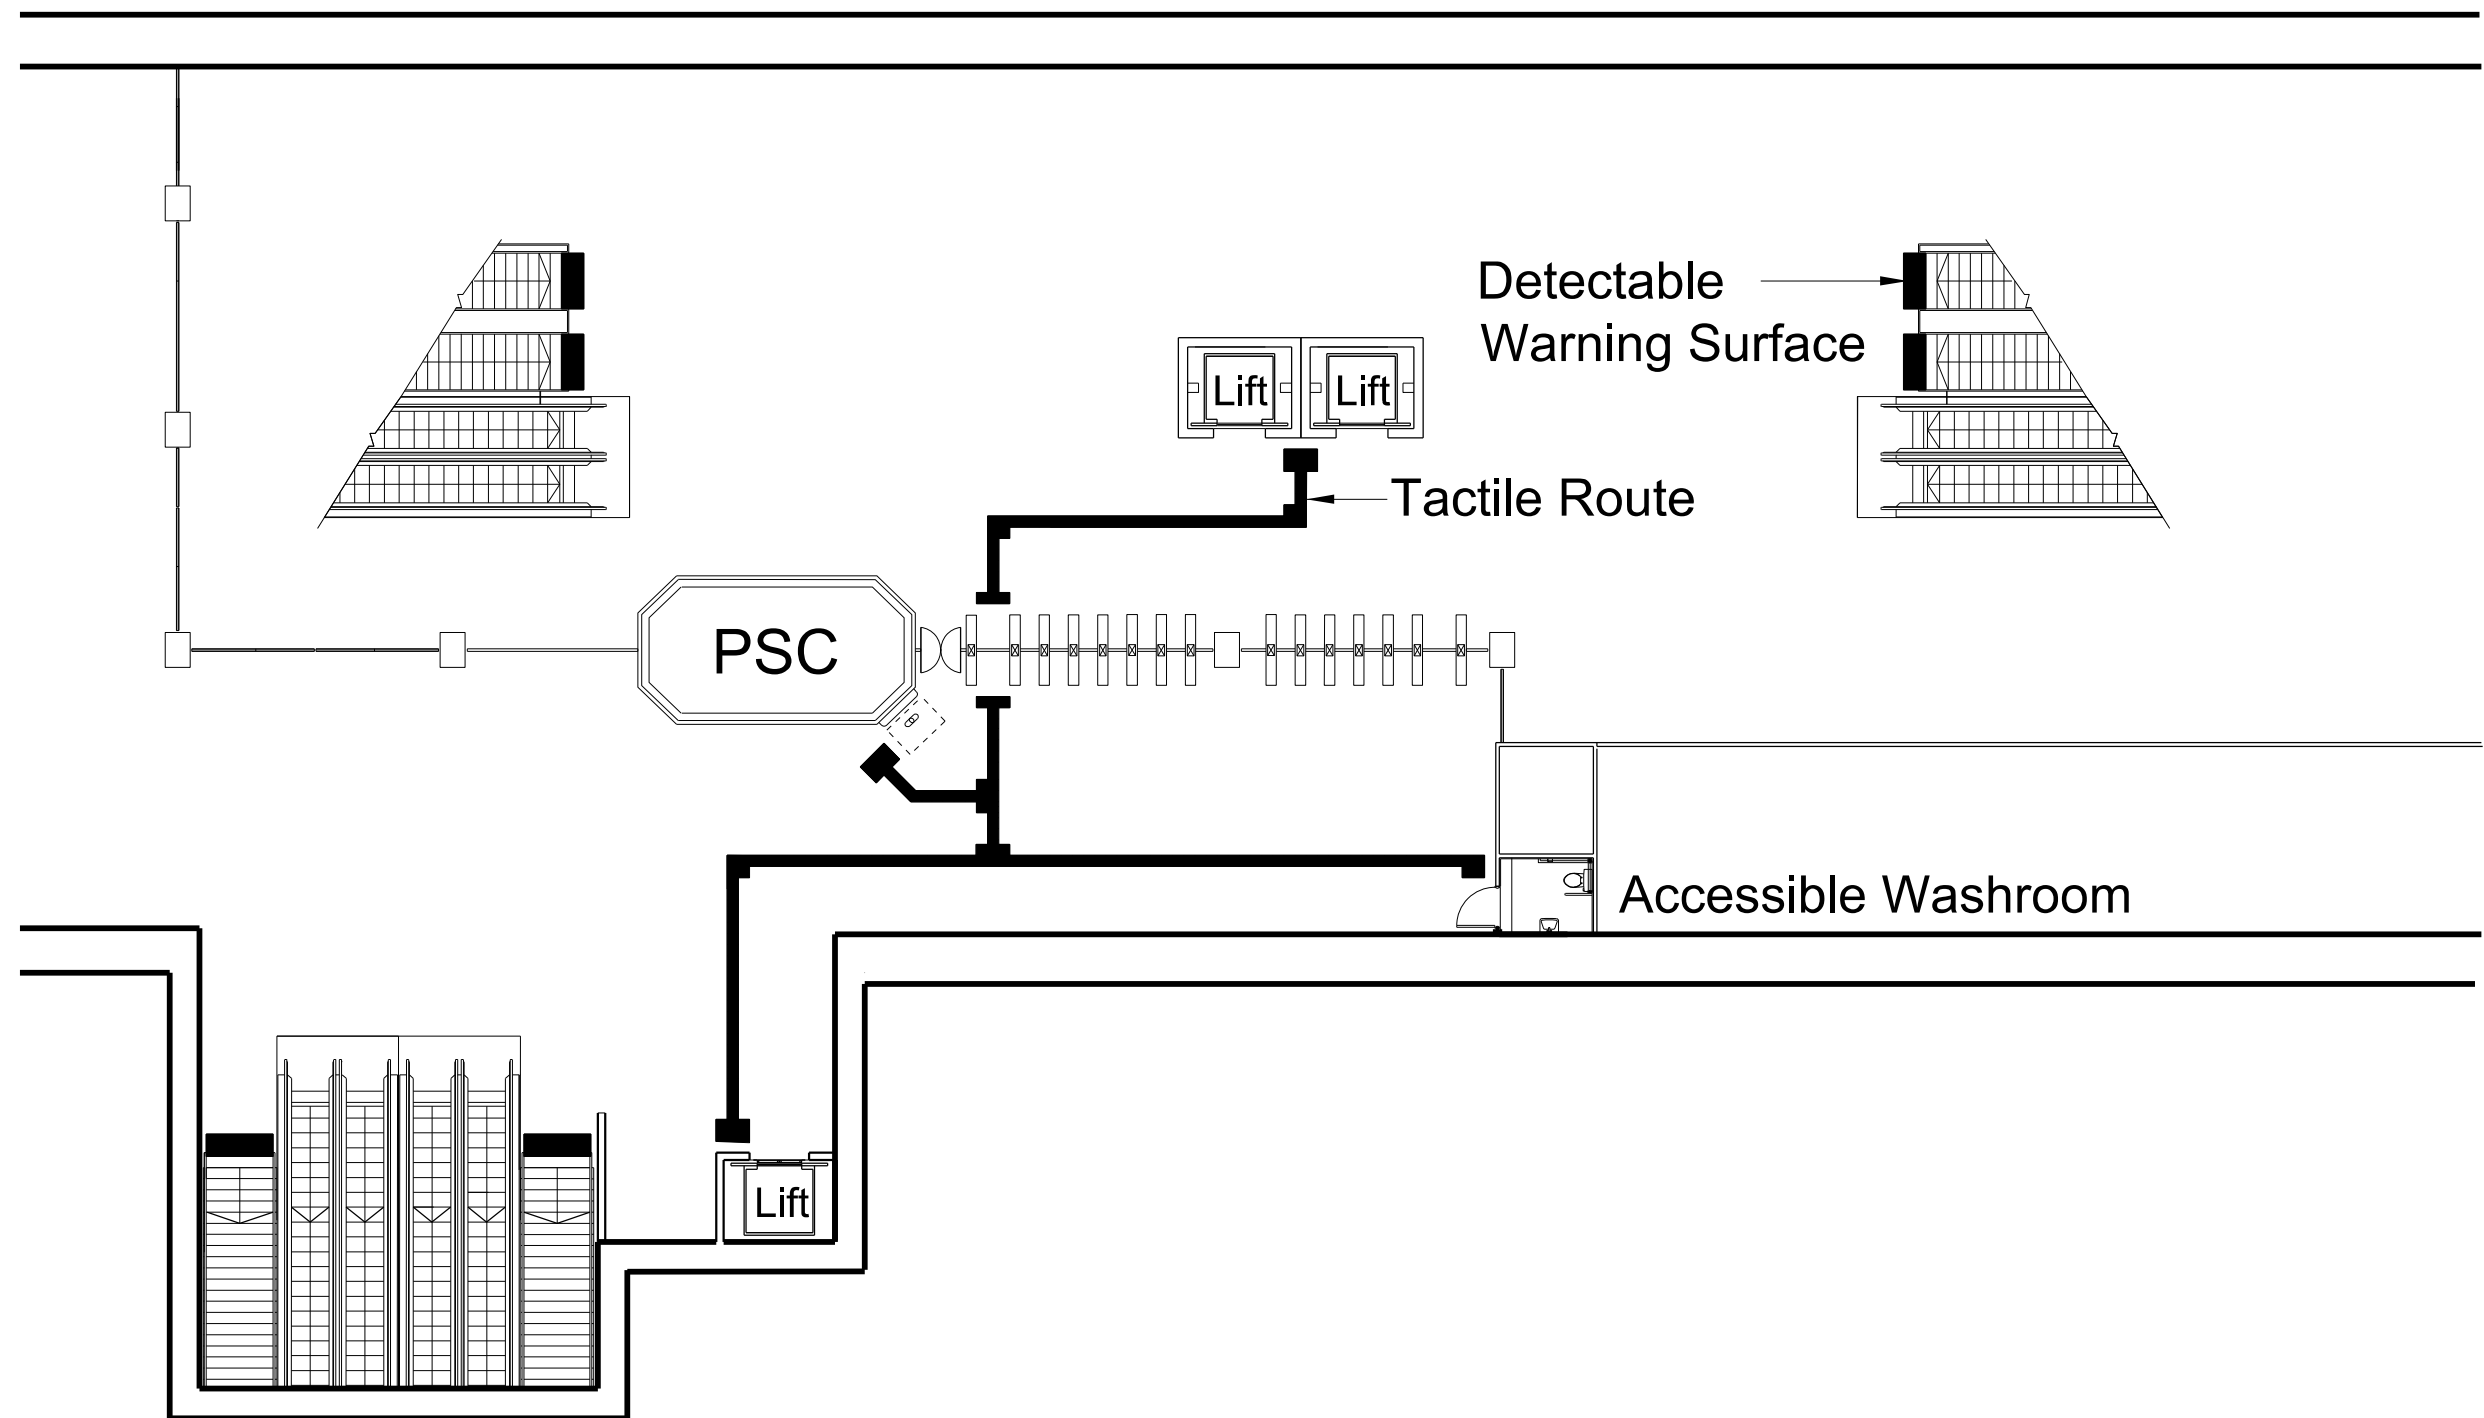 Detectable
Warning Surface
Lift
Lift
Tactile Route
PSC
Accessible Washroom
Lift